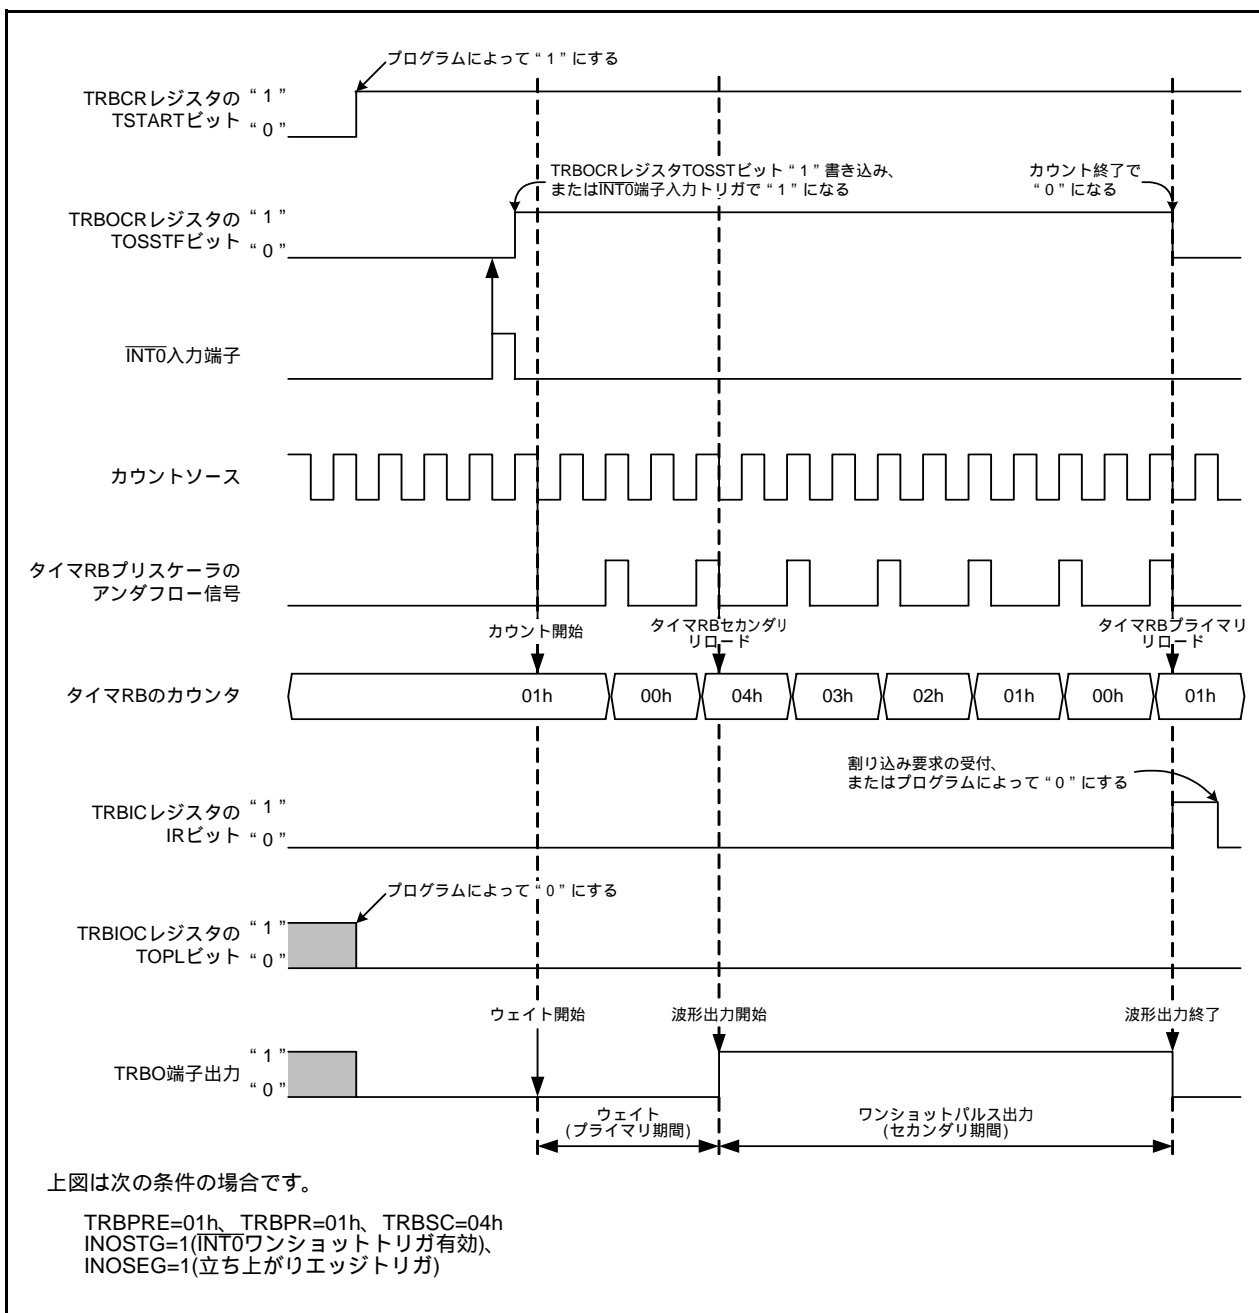 プログラムによって“1”にする
TRBCRレジスタの “1”
TSTARTビット “0”
TRBOCRレジスタTOSSTビット“1”書き込み、
またはINT0端子入力トリガで“1”になる
カウント終了で
“0”になる
TRBOCRレジスタの “1”
TOSSTFビット “0”
INT0入力端子
カウントソース
タイマRBプリスケーラの
アンダフロー信号
カウント開始
タイマRBセカンダリ
リロード
タイマRBプライマリ
リロード
タイマRBのカウンタ 01h 00h 04h 03h 02h 01h 00h 01h
割り込み要求の受付、
またはプログラムによって“0”にする
TRBICレジスタの “1”
IRビット “0”
プログラムによって“0”にする
TRBIOCレジスタの “1”
TOPLビット “0”
ウェイト開始 波形出力開始 波形出力終了
TRBO端子出力 “1”
“0”
ウェイト
(プライマリ期間)
ワンショットパルス出力
(セカンダリ期間)
上図は次の条件の場合です。
TRBPRE=01h、TRBPR=01h、TRBSC=04h
INOSTG=1(INT0ワンショットトリガ有効)、
INOSEG=1(立ち上がりエッジトリガ)